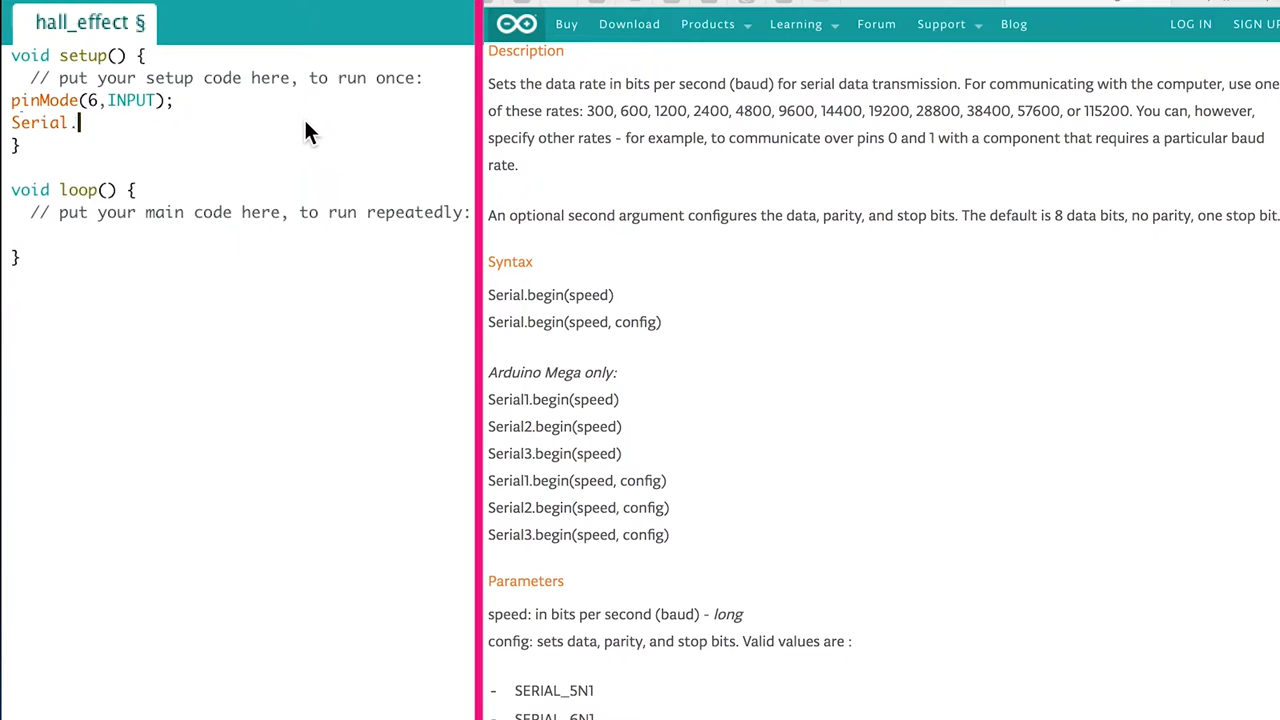 hall_effect §
void setup() {
// put your setup code here, to run once:
pinMode(6,INPUT);
Serial.
}
void loop() {
// put your main code here, to run repeatedly:
}
Buy Download Products Learning Forum Support Blog LOG IN SIGN UP
Description
Sets the data rate in bits per second (baud) for serial data transmission. For communicating with the computer, use one
of these rates: 300, 600, 1200, 2400, 4800, 9600, 14400, 19200, 28800, 38400, 57600, or 115200. You can, however,
specify other rates - for example, to communicate over pins 0 and 1 with a component that requires a particular baud
rate.
An optional second argument configures the data, parity, and stop bits. The default is 8 data bits, no parity, one stop bit.
Syntax
Serial.begin(speed)
Serial.begin(speed, config)
Arduino Mega only:
Serial1.begin(speed)
Serial2.begin(speed)
Serial3.begin(speed)
Serial1.begin(speed, config)
Serial2.begin(speed, config)
Serial3.begin(speed, config)
Parameters
speed: in bits per second (baud) - long
config: sets data, parity, and stop bits. Valid values are :
- SERIAL_5N1
- SERIAL_6N1